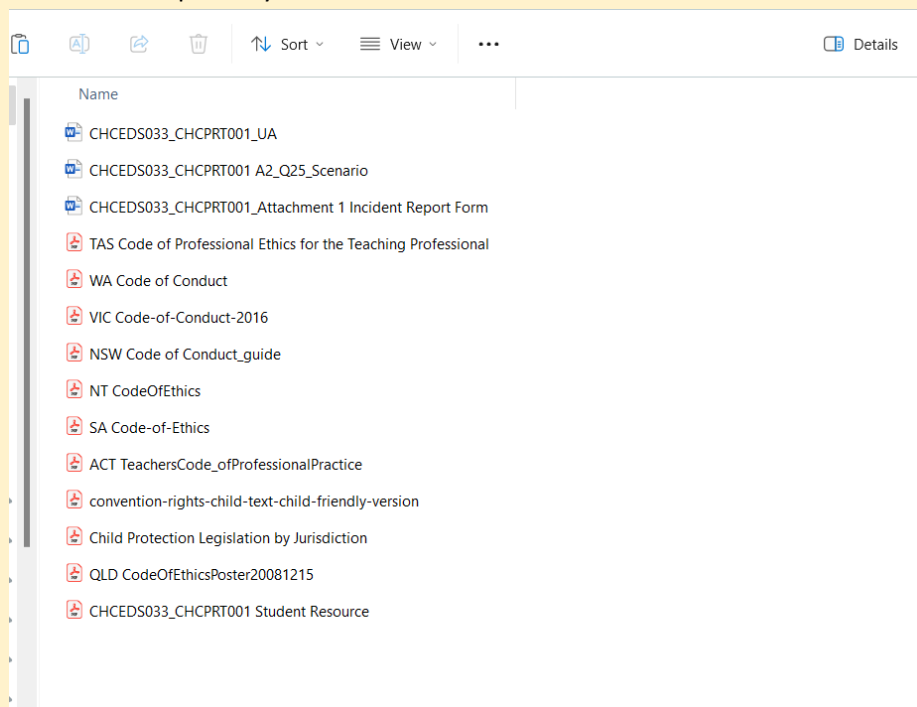 Sort
View
Details
Name
CHCEDS033_CHCPRT001_UA
CHCEDS033_CHCPRT001 A2_Q25_Scenario
CHCEDS033_CHCPRT001_Attachment 1 Incident Report Form
TAS Code of Professional Ethics for the Teaching Professional
WA Code of Conduct
VIC Code-of-Conduct-2016
NSW Code of Conduct_guide
NT CodeOfEthics
SA Code-of-Ethics
ACT TeachersCode_ofProfessionalPractice
convention-rights-child-text-child-friendly-version
Child Protection Legislation by Jurisdiction
QLD CodeOfEthicsPoster20081215
CHCEDS033_CHCPRT001 Student Resource